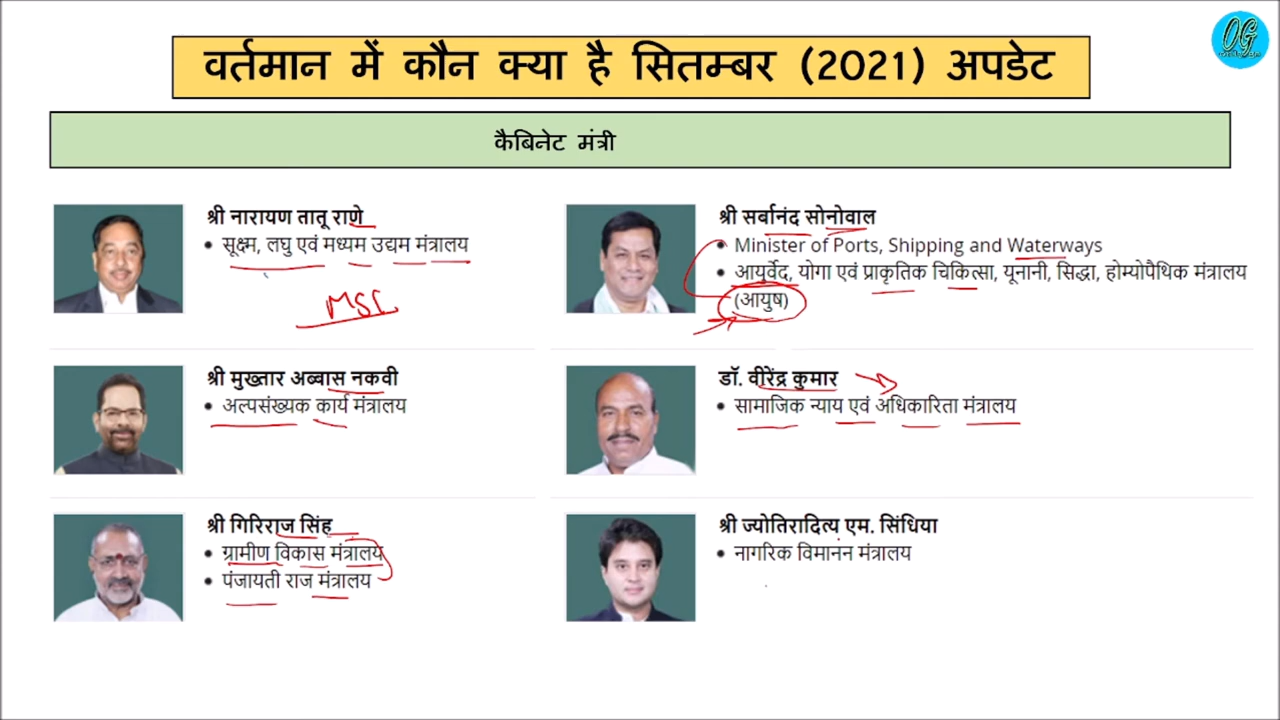 वर्तमान में कौन क्या है सितम्बर (2021) अपडेट
OG
कैबिनेट मंत्री
श्री नारायण तातू राणे
• सूक्ष्म, लघु एवं मध्यम उद्यम मंत्रालय
श्री सर्बानंद सोनोवाल
• Minister of Ports, Shipping and Waterways
• आयुर्वेद, योगा एवं प्राकृतिक चिकित्सा, यूनानी, सिद्धा, होम्योपैथिक मंत्रालय
(आयुष)
श्री मुख्तार अब्बास नकवी
• अल्पसंख्यक कार्य मंत्रालय
डॉ. वीरेंद्र कुमार
• सामाजिक न्याय एवं अधिकारिता मंत्रालय
श्री गिरिराज सिंह
• ग्रामीण विकास मंत्रालय
• पंजायती राज मंत्रालय
श्री ज्योतिरादित्य एम. सिंधिया
• नागरिक विमानन मंत्रालय